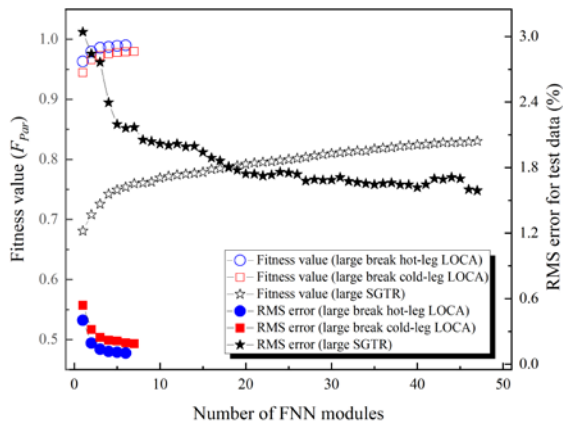 1.0
0.9
0.8
0.7
0.6
0.5
Fitness value (F_Par)
3.0
2.4
1.8
1.2
0.6
0.0
RMS error for test data (%)
Fitness value (large break hot-leg LOCA)
Fitness value (large break cold-leg LOCA)
Fitness value (large SGTR)
RMS error (large break hot-leg LOCA)
RMS error (large break cold-leg LOCA)
RMS error (large SGTR)
0 10 20 30 40 50
Number of FNN modules